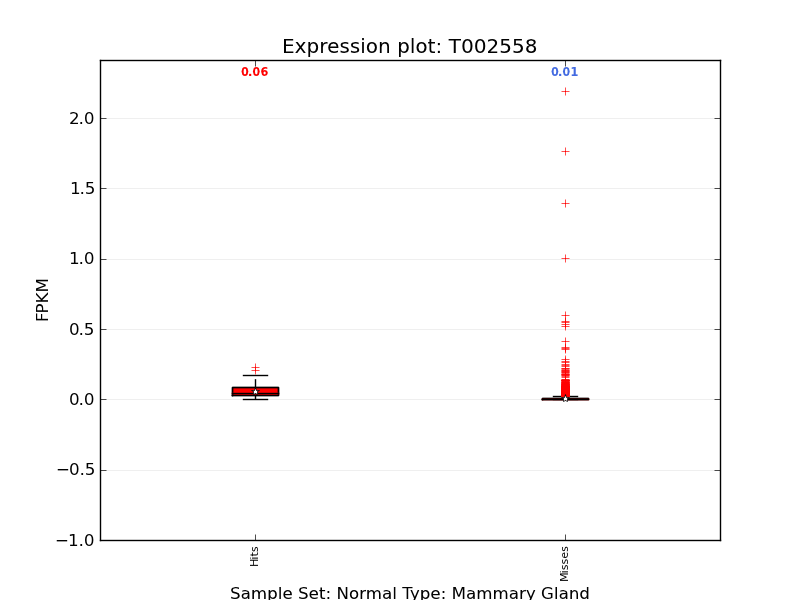 Expression plot: T002558
0.06
0.01
2.0
1.5
1.0
0.5
0.0
−0.5
−1.0
FPKM
Hits
Misses
Sample Set: Normal Type: Mammary Gland